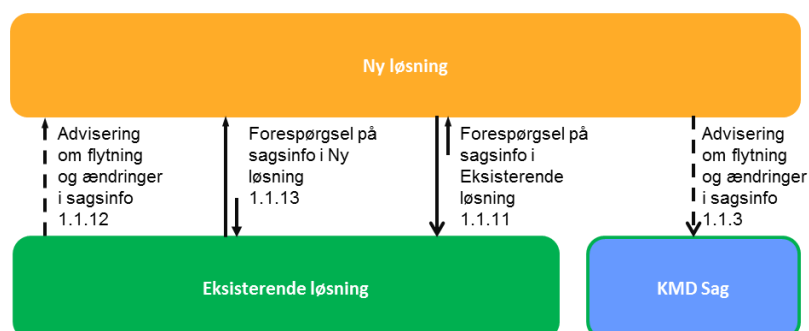 Ny løsning
Advisering
om flytning
og ændringer
i sagsinfo
1.1.12
Forespørgsel på
sagsinfo i Ny
løsning
1.1.13
Forespørgsel på
sagsinfo i
Eksisterende
løsning
1.1.11
Advisering
om flytning
og ændringer
i sagsinfo
1.1.3
Eksisterende løsning
KMD Sag